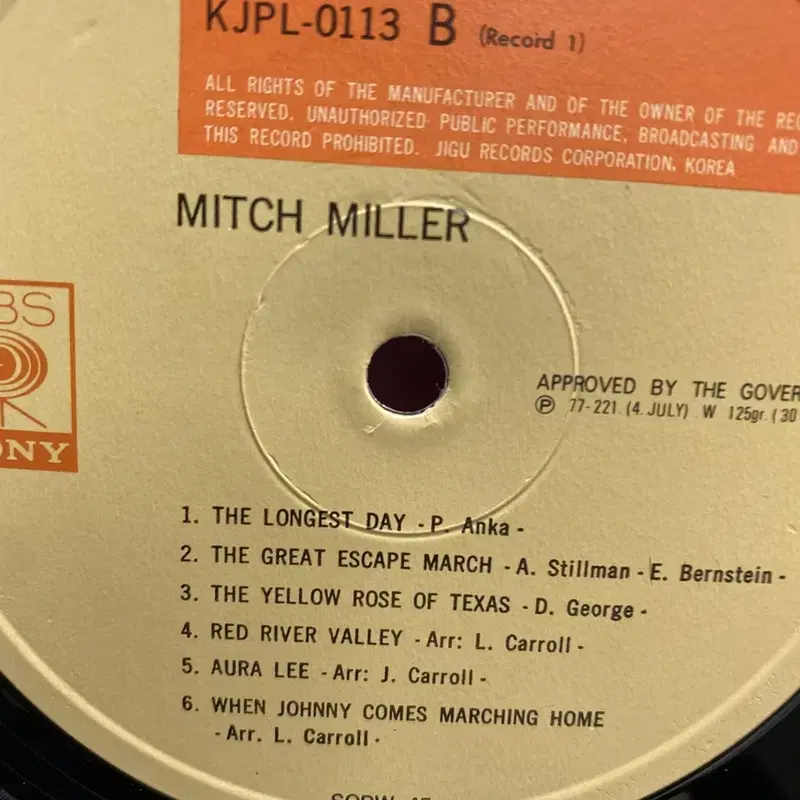 KJPL-0113 B (Record 1)
ALL RIGHTS OF THE MANUFACTURER AND OF THE OWNER OF THE
RESERVED. UNAUTHORIZED PUBLIC PERFORMANCE, BROADCASTING AND
THIS RECORD PROHIBITED. JIGU RECORDS CORPORATION, KOREA
MITCH MILLER
APPROVED BY THE GOVER
Ⓟ 77-221. (4. JULY) W 125gr. (30
BS
ONY
1. THE LONGEST DAY - P. Anka -
2. THE GREAT ESCAPE MARCH - A. Stillman - E. Bernstein -
3. THE YELLOW ROSE OF TEXAS - D. George -
4. RED RIVER VALLEY - Arr: L. Carroll -
5. AURA LEE - Arr: J. Carroll -
6. WHEN JOHNNY COMES MARCHING HOME
- Arr. L. Carroll -